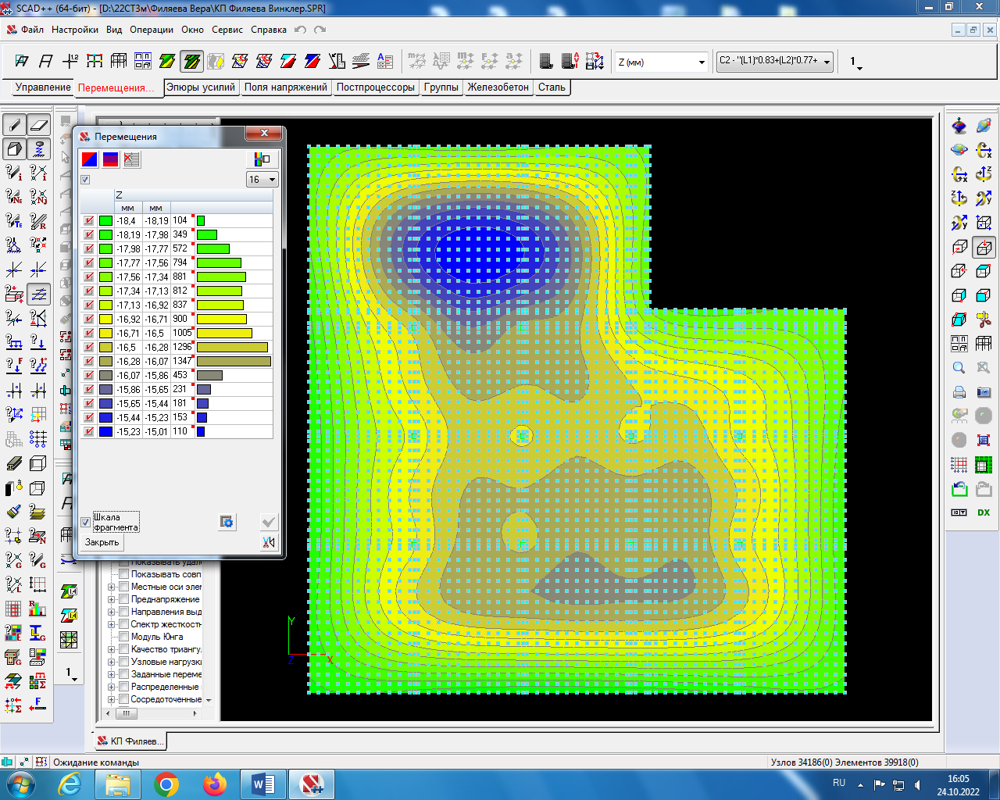 SCAD++ (64-бит) - [D:\22СТ3м\Филяева Вера\КП Филяева Винклер.SPR]
Файл Настройки Вид Операции Окно Сервис Справка
Z (мм) C2 - "(L1)*0.83+(L2)*0.77+ 1
Управление Перемещения... Эпюры усилий Поля напряжений Постпроцессоры Группы Железобетон Сталь
Перемещения
16
Z
мм мм
-18,4 -18,19 104
-18,19 -17,98 349
-17,98 -17,77 572
-17,77 -17,56 794
-17,56 -17,34 881
-17,34 -17,13 812
-17,13 -16,92 837
-16,92 -16,71 900
-16,71 -16,5 1005
-16,5 -16,28 1296
-16,28 -16,07 1347
-16,07 -15,86 453
-15,86 -15,65 231
-15,65 -15,44 181
-15,44 -15,23 153
-15,23 -15,01 110
Шкала
фрагмента
Закрыть
Показывать удале
Показывать совп
Местные оси элем
ПредНапряжение
Направления выд
Спектр жесткост
Модуль Юнга
Качество триангу.
Узловые нагрузки
Заданные переме
Распределенные
Сосредоточенные
Y
Z X
1
DX
КП Филяев...
Ожидание команды
Узлов 34186(0) Элементов 39918(0)
RU
16:05
24.10.2022